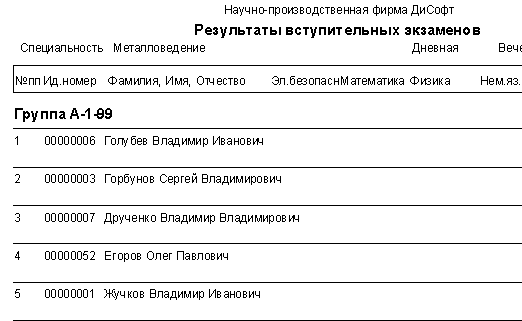 Научно-производственная фирма ДиСофт
Результаты вступительных экзаменов
Специальность Металловедение Дневная Вече
№пп Ид.номер Фамилия, Имя, Отчество Эл.безопасн Математика Физика Нем.яз.
Группа А-1-99
1 00000006 Голубев Владимир Иванович
2 00000003 Горбунов Сергей Владимирович
3 00000007 Друченко Владимир Владимирович
4 00000052 Егоров Олег Павлович
5 00000001 Жучков Владимир Иванович